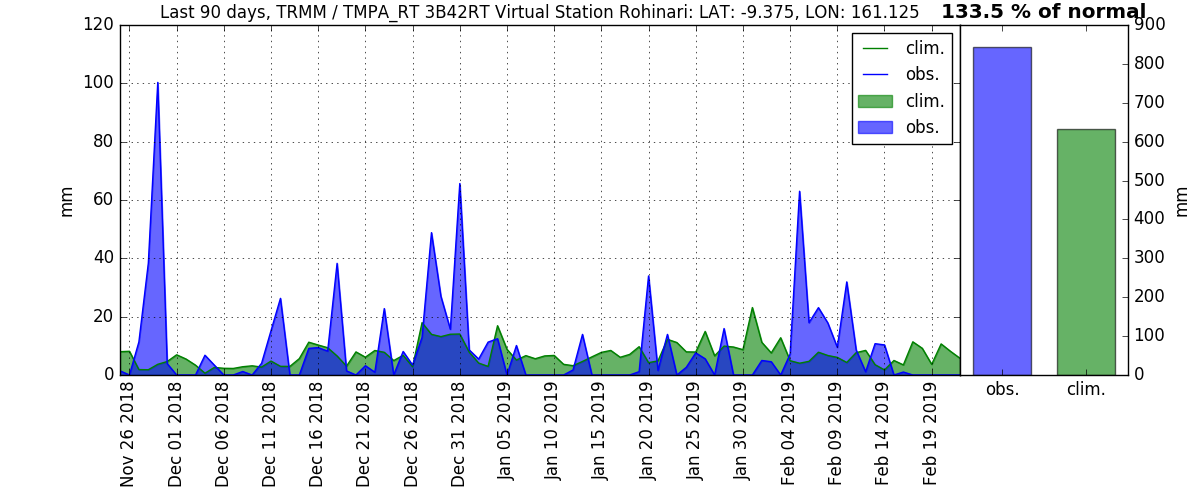 Last 90 days, TRMM / TMPA_RT 3B42RT Virtual Station Rohinari: LAT: -9.375, LON: 161.125
133.5 % of normal
120
100
80
60
40
20
0
mm
clim.
obs.
clim.
obs.
900
800
700
600
500
400
300
200
100
0
mm
Nov 26 2018
Dec 01 2018
Dec 06 2018
Dec 11 2018
Dec 16 2018
Dec 21 2018
Dec 26 2018
Dec 31 2018
Jan 05 2019
Jan 10 2019
Jan 15 2019
Jan 20 2019
Jan 25 2019
Jan 30 2019
Feb 04 2019
Feb 09 2019
Feb 14 2019
Feb 19 2019
obs.
clim.